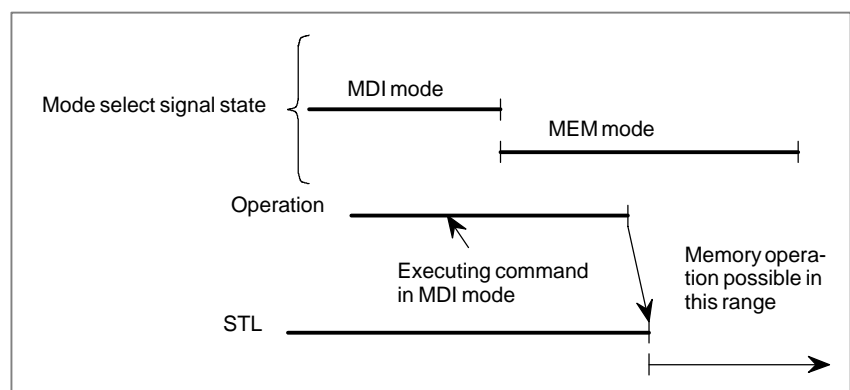 MDI mode
Mode select signal state
MEM mode
Operation
Executing command
in MDI mode
Memory opera-
tion possible in
this range
STL